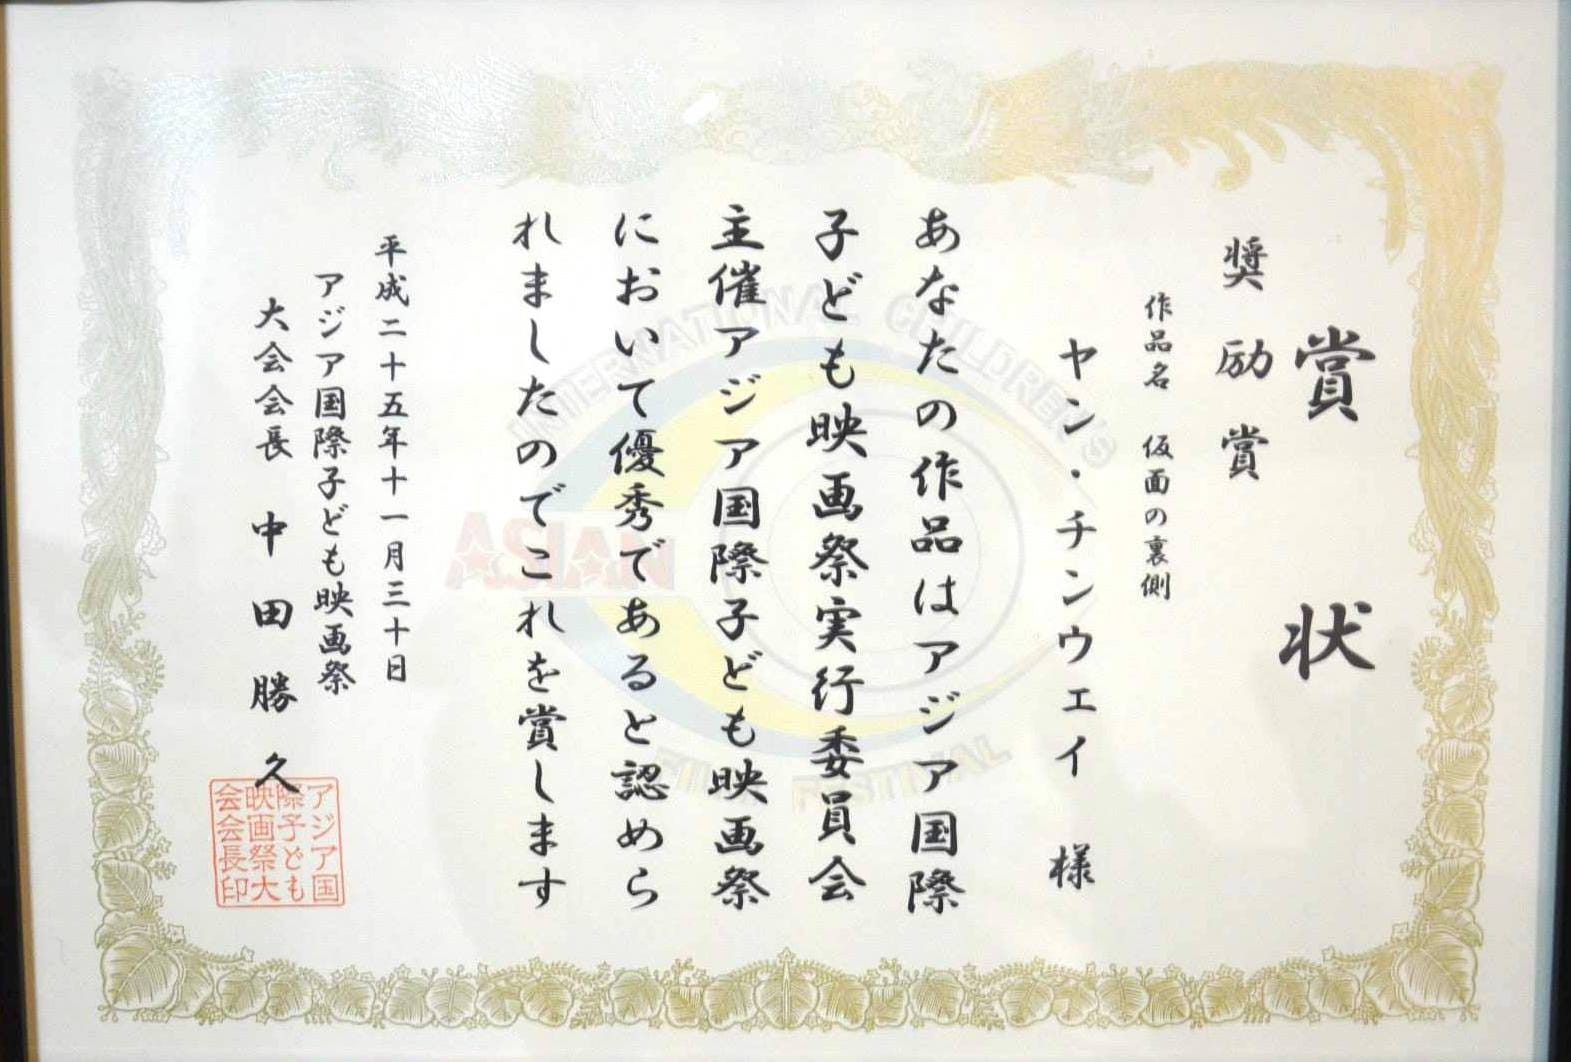 賞状
奨励賞
作品名 仮面の裏側
ヤン・チンウェイ 様
あなたの作品はアジア国際
子ども映画祭実行委員会
主催アジア国際子ども映画祭
において優秀であると認めら
れましたのでこれを賞します
平成二十五年十一月三十日
アジア国際子ども映画祭
大会会長 中田勝久
アジア国
際子ども
映画祭大
会会長印
INTERNATIONAL CHILDREN'S
ASIAN
FILM FESTIVAL